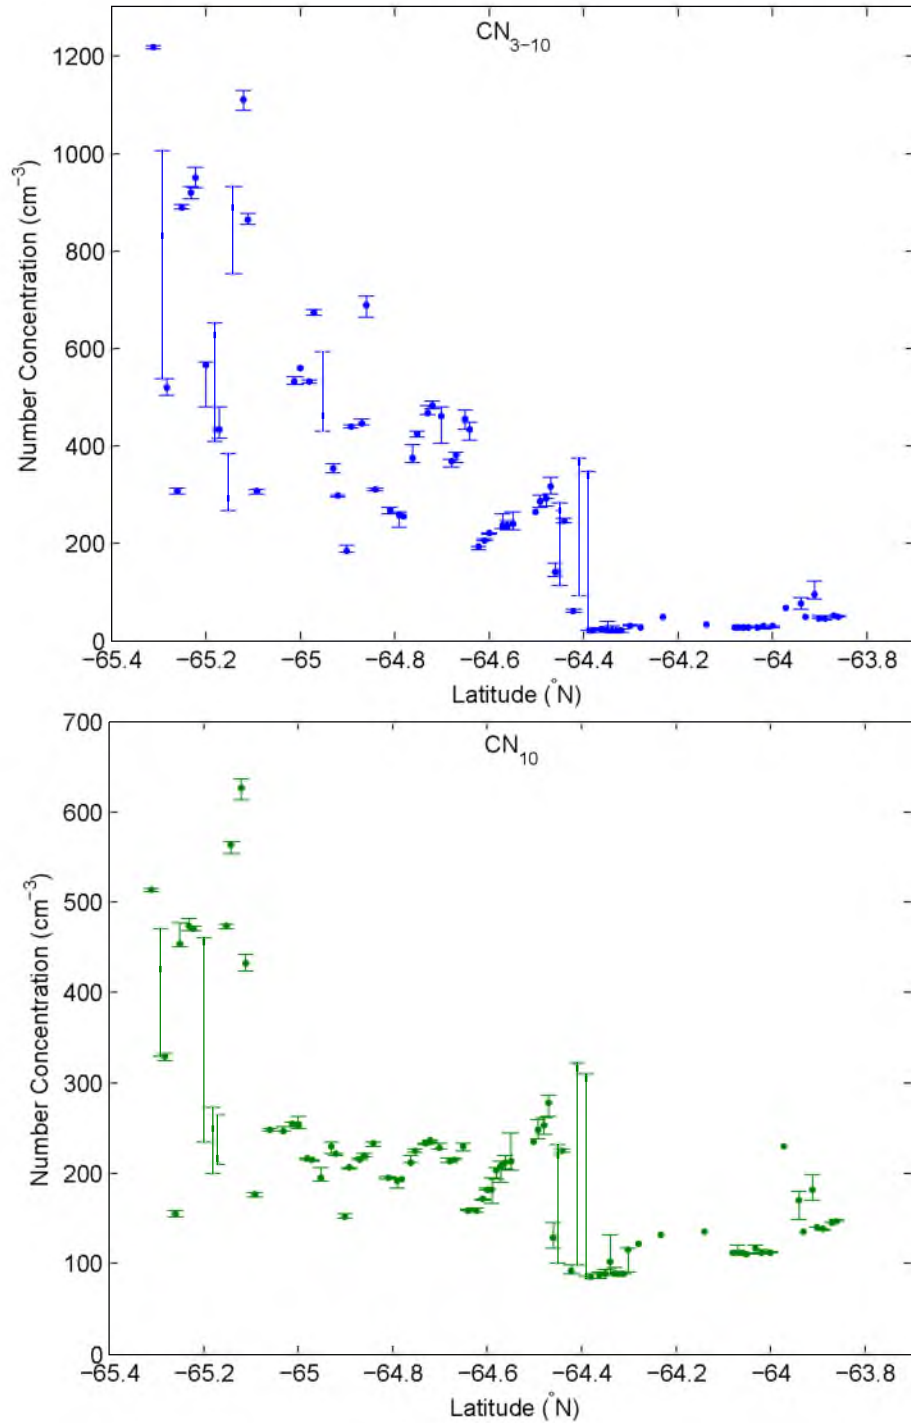 CN₃₋₁₀
1200
1000
800
600
400
200
0
Number Concentration (cm⁻³)
−65.4 −65.2 −65 −64.8 −64.6 −64.4 −64.2 −64 −63.8
Latitude (°N)
CN₁₀
700
600
500
400
300
200
100
0
Number Concentration (cm⁻³)
−65.4 −65.2 −65 −64.8 −64.6 −64.4 −64.2 −64 −63.8
Latitude (°N)